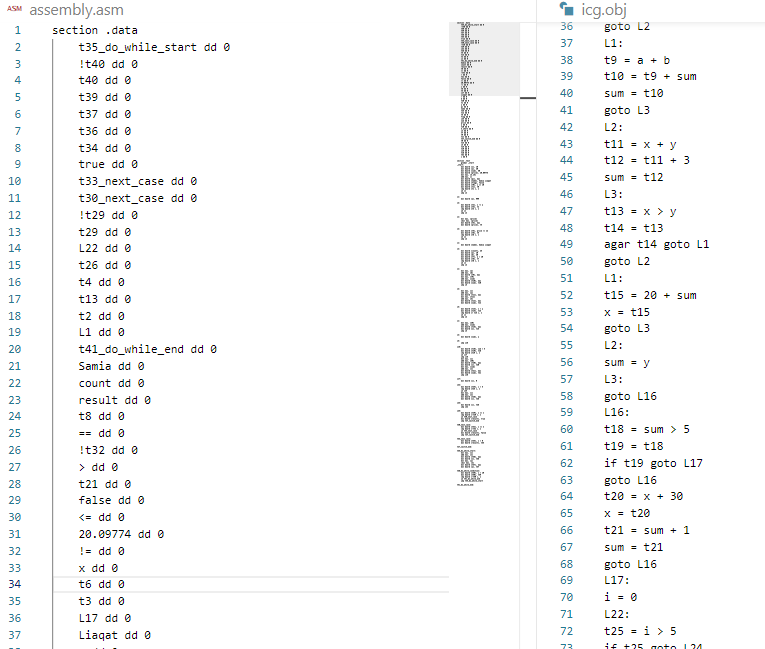 ASM assembly.asm
1 section .data
2 t35_do_while_start dd 0
3 !t40 dd 0
4 t40 dd 0
5 t39 dd 0
6 t37 dd 0
7 t36 dd 0
8 t34 dd 0
9 true dd 0
10 t33_next_case dd 0
11 t30_next_case dd 0
12 !t29 dd 0
13 t29 dd 0
14 L22 dd 0
15 t26 dd 0
16 t4 dd 0
17 t13 dd 0
18 t2 dd 0
19 L1 dd 0
20 t41_do_while_end dd 0
21 Samia dd 0
22 count dd 0
23 result dd 0
24 t8 dd 0
25 == dd 0
26 !t32 dd 0
27 > dd 0
28 t21 dd 0
29 false dd 0
30 <= dd 0
31 20.09774 dd 0
32 != dd 0
33 x dd 0
34 t6 dd 0
35 t3 dd 0
36 L17 dd 0
37 Liaqat dd 0
icg.obj
36 goto L2
37 L1:
38 t9 = a + b
39 t10 = t9 + sum
40 sum = t10
41 goto L3
42 L2:
43 t11 = x + y
44 t12 = t11 + 3
45 sum = t12
46 L3:
47 t13 = x > y
48 t14 = t13
49 agar t14 goto L1
50 goto L2
51 L1:
52 t15 = 20 + sum
53 x = t15
54 goto L3
55 L2:
56 sum = y
57 L3:
58 goto L16
59 L16:
60 t18 = sum > 5
61 t19 = t18
62 if t19 goto L17
63 goto L16
64 t20 = x + 30
65 x = t20
66 t21 = sum + 1
67 sum = t21
68 goto L16
69 L17:
70 i = 0
71 L22:
72 t25 = i > 5
73 if t25 goto L24